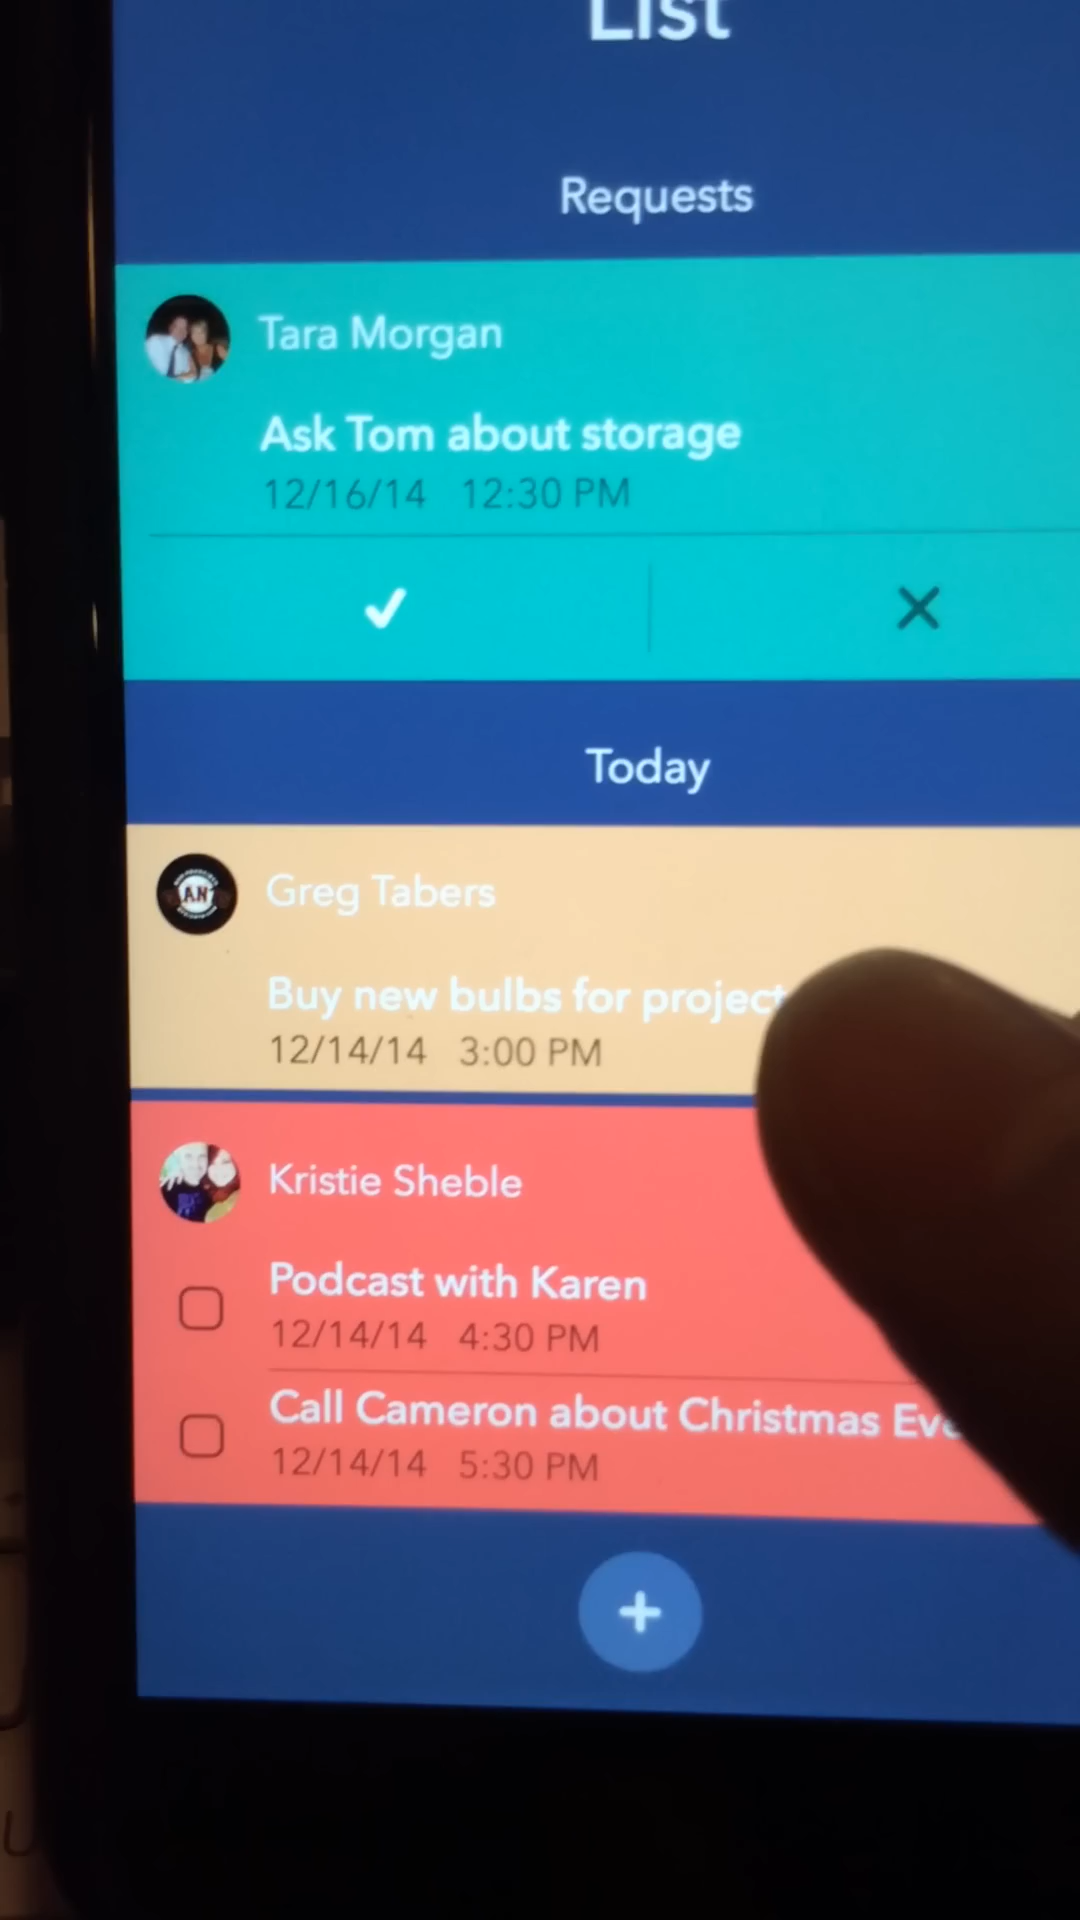 List
Requests
Tara Morgan
Ask Tom about storage
12/16/14 12:30 PM
Today
AN
Greg Tabers
Buy new bulbs for project
12/14/14 3:00 PM
Kristie Sheble
Podcast with Karen
12/14/14 4:30 PM
Call Cameron about Christmas Eve
12/14/14 5:30 PM
+
U